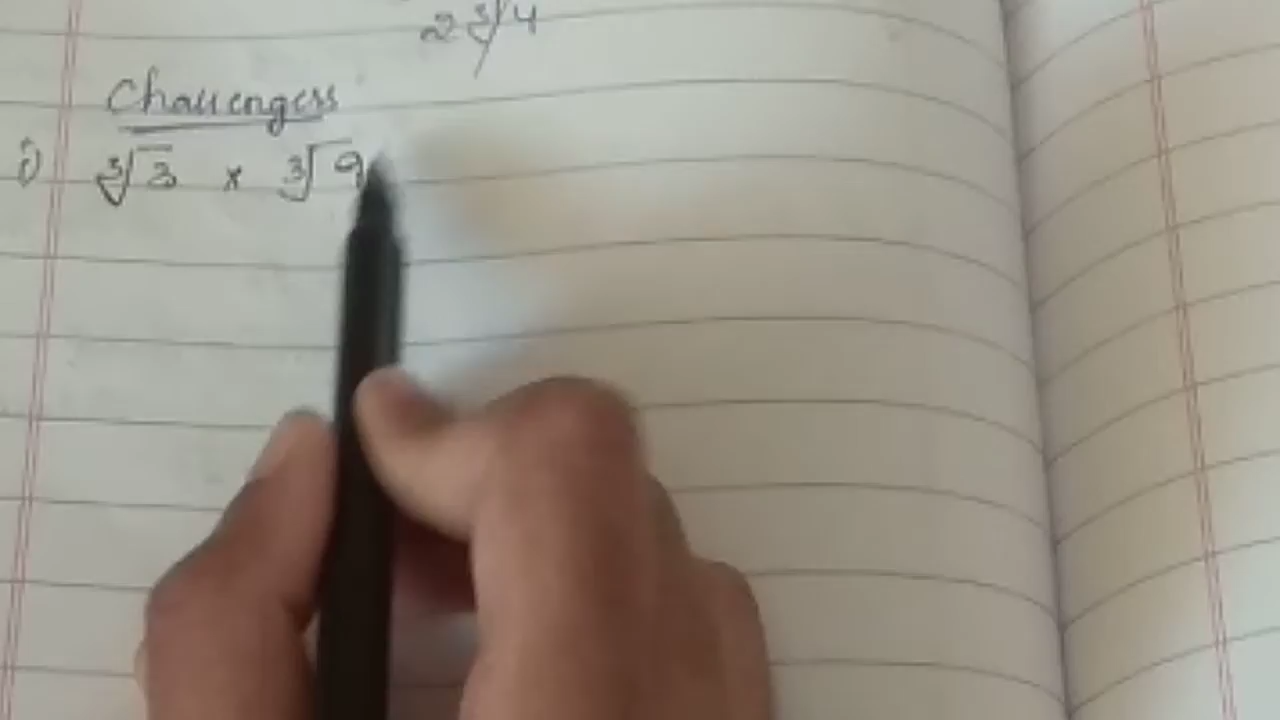 2∛4
Challengess
i) ∛3 × ∛9